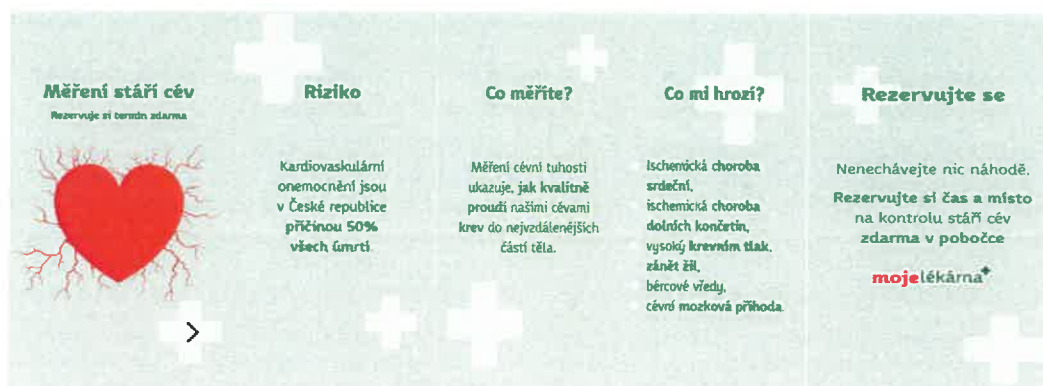 Měření stáří cév
Rezervuje si termín zdarma
Riziko
Kardiovaskulární
onemocnění jsou
v České republice
příčinou 50%
všech úmrtí
Co měříte?
Měření cévní tuhosti
ukazuje, jak kvalitně
proudí našimi cévami
krev do nejvzdálenějších
částí těla.
Co mi hrozí?
Ischemická choroba
srdeční,
ischemická choroba
dolních končetin,
vysoký krevním tlak,
zánět žil,
bércové vředy,
cévní mozková příhoda.
Rezervujte se
Nenechávejte nic náhodě.
Rezervujte si čas a místo
na kontrolu stáří cév
zdarma v pobočce
mojelékárna